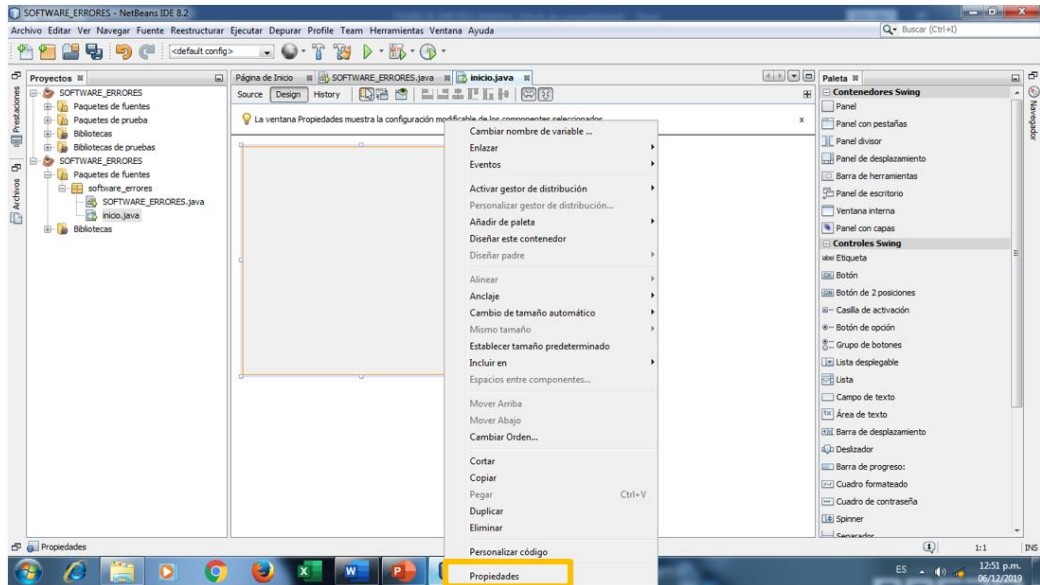 SOFTWARE_ERRORES - NetBeans IDE 8.2
Archivo Editar Ver Navegar Fuente Reestructurar Ejecutar Depurar Profile Team Herramientas Ventana Ayuda
Buscar (Ctrl+I)
<default config>
Proyectos
SOFTWARE_ERRORES
Paquetes de fuentes
Paquetes de prueba
Bibliotecas
Bibliotecas de pruebas
SOFTWARE_ERRORES
Paquetes de fuentes
software_errores
SOFTWARE_ERRORES.java
inicio.java
Bibliotecas
Prestaciones
Archivos
Página de Inicio SOFTWARE_ERRORES.java inicio.java
Source Design History
La ventana Propiedades muestra la configuración modificable de los componentes seleccionados
Cambiar nombre de variable ...
Enlazar
Eventos
Activar gestor de distribución
Personalizar gestor de distribución...
Añadir de paleta
Diseñar este contenedor
Diseñar padre
Alinear
Anclaje
Cambio de tamaño automático
Mismo tamaño
Establecer tamaño predeterminado
Incluir en
Espacios entre componentes...
Mover Arriba
Mover Abajo
Cambiar Orden...
Cortar
Copiar
Pegar Ctrl+V
Duplicar
Eliminar
Personalizar código
Propiedades
Paleta
Contenedores Swing
Panel
Panel con pestañas
Panel divisor
Panel de desplazamiento
Barra de herramientas
Panel de escritorio
Ventana interna
Panel con capas
Controles Swing
label Etiqueta
OK Botón
ON Botón de 2 posiciones
Casilla de activación
Botón de opción
Grupo de botones
Lista desplegable
Lista
Campo de texto
Área de texto
Barra de desplazamiento
Deslizador
Barra de progreso:
Cuadro formateado
Cuadro de contraseña
Spinner
Separador
Navegador
Propiedades
1:1 INS
ES
12:51 p.m.
06/12/2019